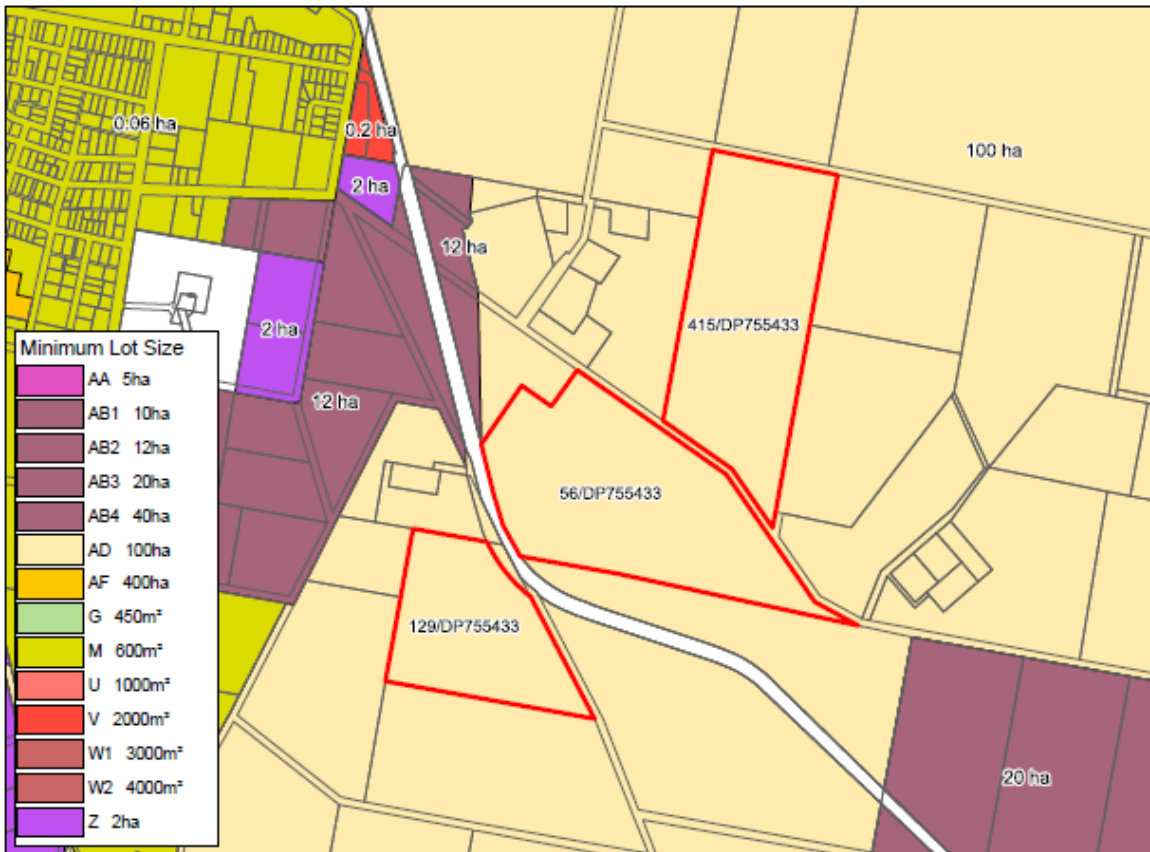 0.06 ha
0.2 ha
2 ha
100 ha
12 ha
415/DP755433
2 ha
12 ha
56/DP755433
129/DP755433
20 ha
Minimum Lot Size
AA 5ha
AB1 10ha
AB2 12ha
AB3 20ha
AB4 40ha
AD 100ha
AF 400ha
G 450m²
M 600m²
U 1000m²
V 2000m²
W1 3000m²
W2 4000m²
Z 2ha